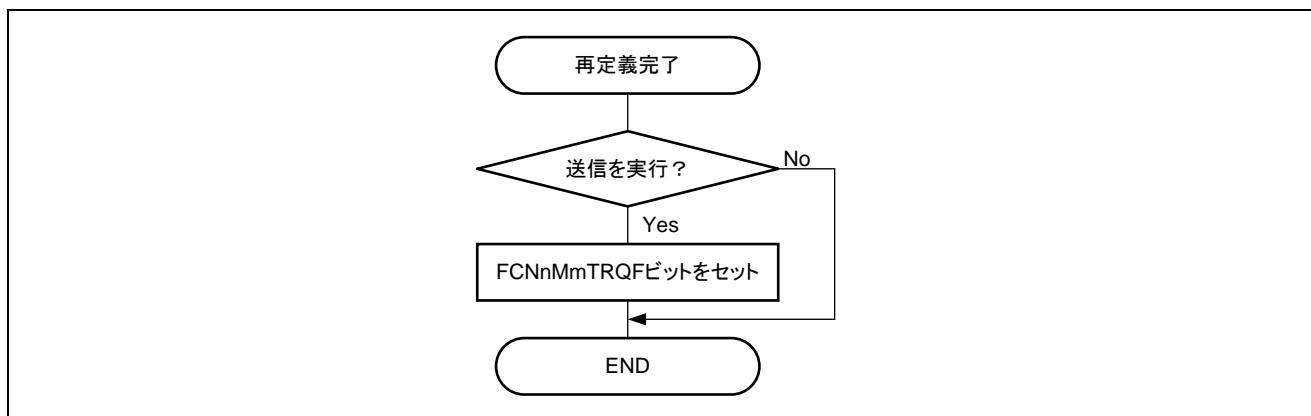 再定義完了
送信を実行？
No
Yes
FCNnMmTRQFビットをセット
END